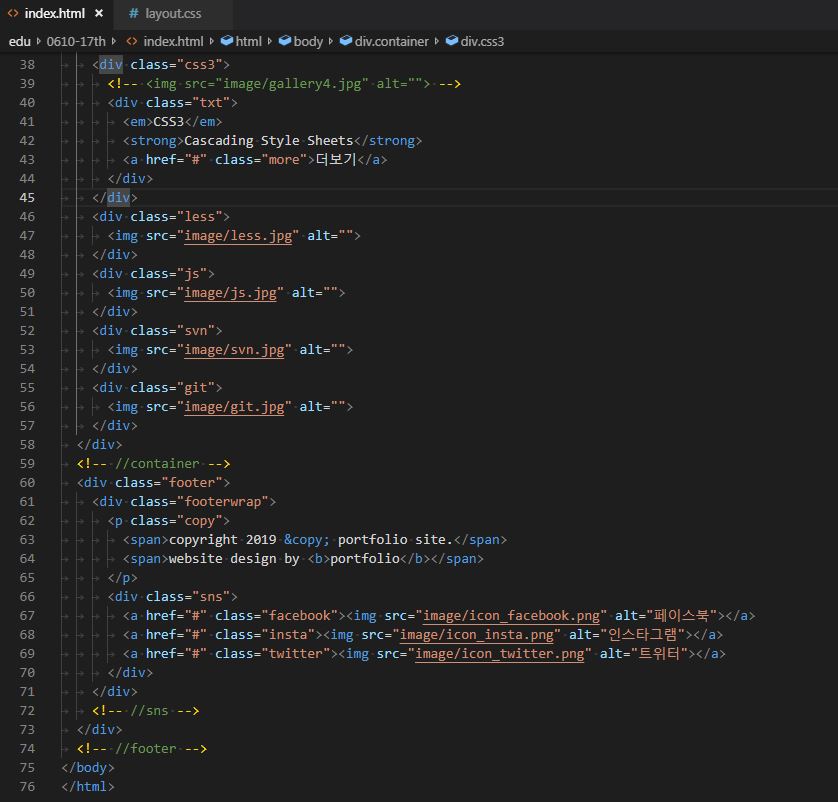 index.html × # layout.css
edu › 0610-17th › <> index.html › html › body › div.container › div.css3
38 <div class="css3">
39 <!-- <img src="image/gallery4.jpg" alt=""> -->
40 <div class="txt">
41 <em>CSS3</em>
42 <strong>Cascading Style Sheets</strong>
43 <a href="#" class="more">더보기</a>
44 </div>
45 </div>
46 <div class="less">
47 <img src="image/less.jpg" alt="">
48 </div>
49 <div class="js">
50 <img src="image/js.jpg" alt="">
51 </div>
52 <div class="svn">
53 <img src="image/svn.jpg" alt="">
54 </div>
55 <div class="git">
56 <img src="image/git.jpg" alt="">
57 </div>
58 </div>
59 <!-- //container -->
60 <div class="footer">
61 <div class="footerwrap">
62 <p class="copy">
63 <span>copyright 2019 &copy; portfolio site.</span>
64 <span>website design by <b>portfolio</b></span>
65 </p>
66 <div class="sns">
67 <a href="#" class="facebook"><img src="image/icon_facebook.png" alt="페이스북"></a>
68 <a href="#" class="insta"><img src="image/icon_insta.png" alt="인스타그램"></a>
69 <a href="#" class="twitter"><img src="image/icon_twitter.png" alt="트위터"></a>
70 </div>
71 </div>
72 <!-- //sns -->
73 </div>
74 <!-- //footer -->
75 </body>
76 </html>